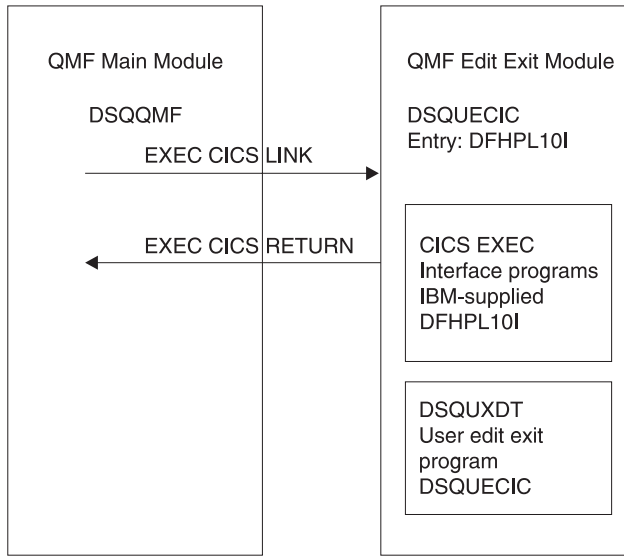 QMF Main Module
DSQQMF
EXEC CICS LINK
EXEC CICS RETURN
QMF Edit Exit Module
DSQUECIC
Entry: DFHPL10I
CICS EXEC
Interface programs
IBM-supplied
DFHPL10I
DSQUXDT
User edit exit
program
DSQUECIC